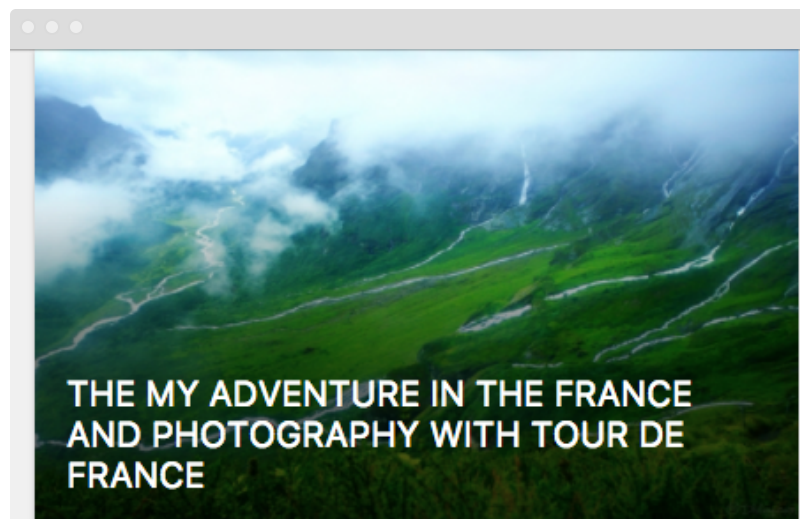 THE MY ADVENTURE IN THE FRANCE
AND PHOTOGRAPHY WITH TOUR DE
FRANCE